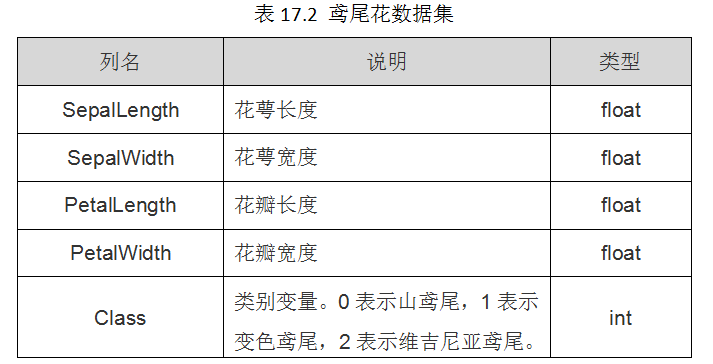 表 17.2 鸢尾花数据集
列名 说明 类型
SepalLength 花萼长度 float
SepalWidth 花萼宽度 float
PetalLength 花瓣长度 float
PetalWidth 花瓣宽度 float
Class 类别变量。0 表示山鸢尾，1 表示 int
变色鸢尾，2 表示维吉尼亚鸢尾。